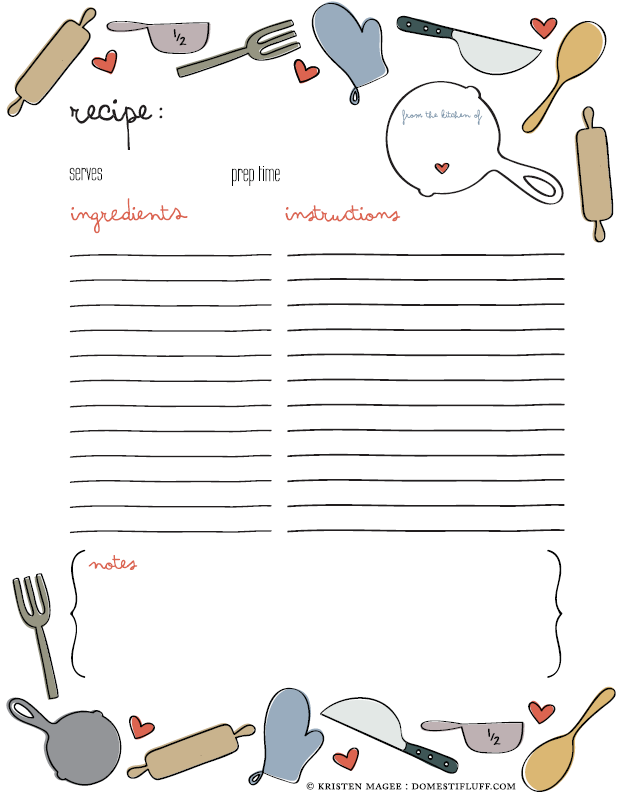 1/2
recipe:
from the kitchen of
serves prep time
ingredients instructions
notes
1/2
© KRISTEN MAGEE : DOMESTIFLUFF.COM